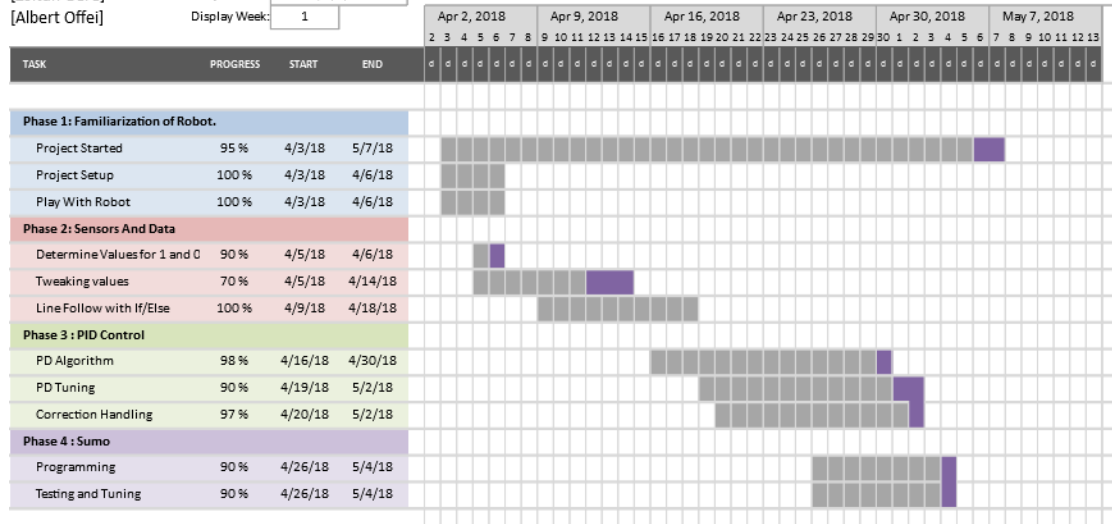 [Albert Offei] Display Week: 1
Apr 2, 2018 Apr 9, 2018 Apr 16, 2018 Apr 23, 2018 Apr 30, 2018 May 7, 2018
2 3 4 5 6 7 8 9 10 11 12 13 14 15 16 17 18 19 20 21 22 23 24 25 26 27 28 29 30 1 2 3 4 5 6 7 8 9 10 11 12 13
TASK PROGRESS START END d d d d d d d d d d d d d d d d d d d d d d d d d d d d d d d d d d d d d d d d d d
Phase 1: Familiarization of Robot.
Project Started 95 % 4/3/18 5/7/18
Project Setup 100 % 4/3/18 4/6/18
Play With Robot 100 % 4/3/18 4/6/18
Phase 2: Sensors And Data
Determine Values for 1 and 0 90 % 4/5/18 4/6/18
Tweaking values 70 % 4/5/18 4/14/18
Line Follow with If/Else 100 % 4/9/18 4/18/18
Phase 3 : PID Control
PD Algorithm 98 % 4/16/18 4/30/18
PD Tuning 90 % 4/19/18 5/2/18
Correction Handling 97 % 4/20/18 5/2/18
Phase 4 : Sumo
Programming 90 % 4/26/18 5/4/18
Testing and Tuning 90 % 4/26/18 5/4/18